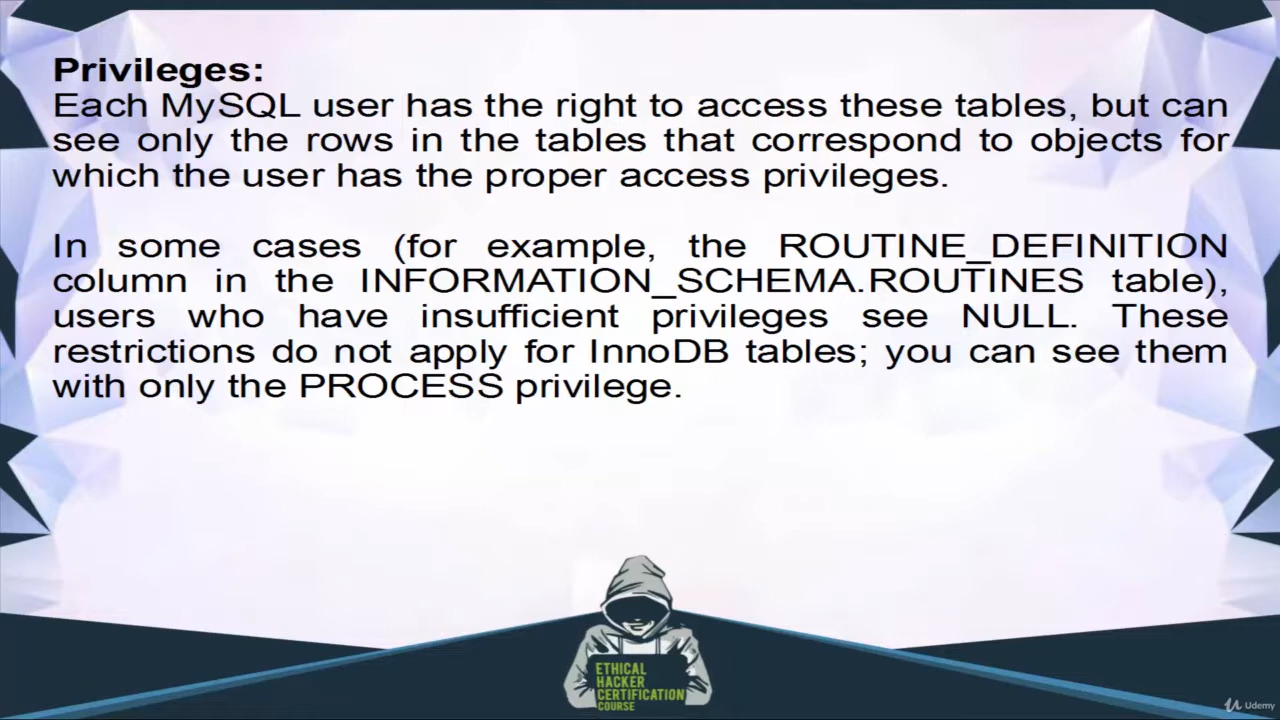 Privileges:
Each MySQL user has the right to access these tables, but can
see only the rows in the tables that correspond to objects for
which the user has the proper access privileges.
In some cases (for example, the ROUTINE_DEFINITION
column in the INFORMATION_SCHEMA.ROUTINES table),
users who have insufficient privileges see NULL. These
restrictions do not apply for InnoDB tables; you can see them
with only the PROCESS privilege.
ETHICAL
HACKER
CERTIFICATION
COURSE
Udemy